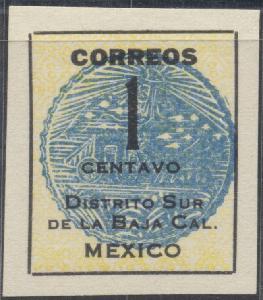 CORREOS
1
CENTAVO
DISTRITO SUR
DE LA BAJA CAL.
MEXICO